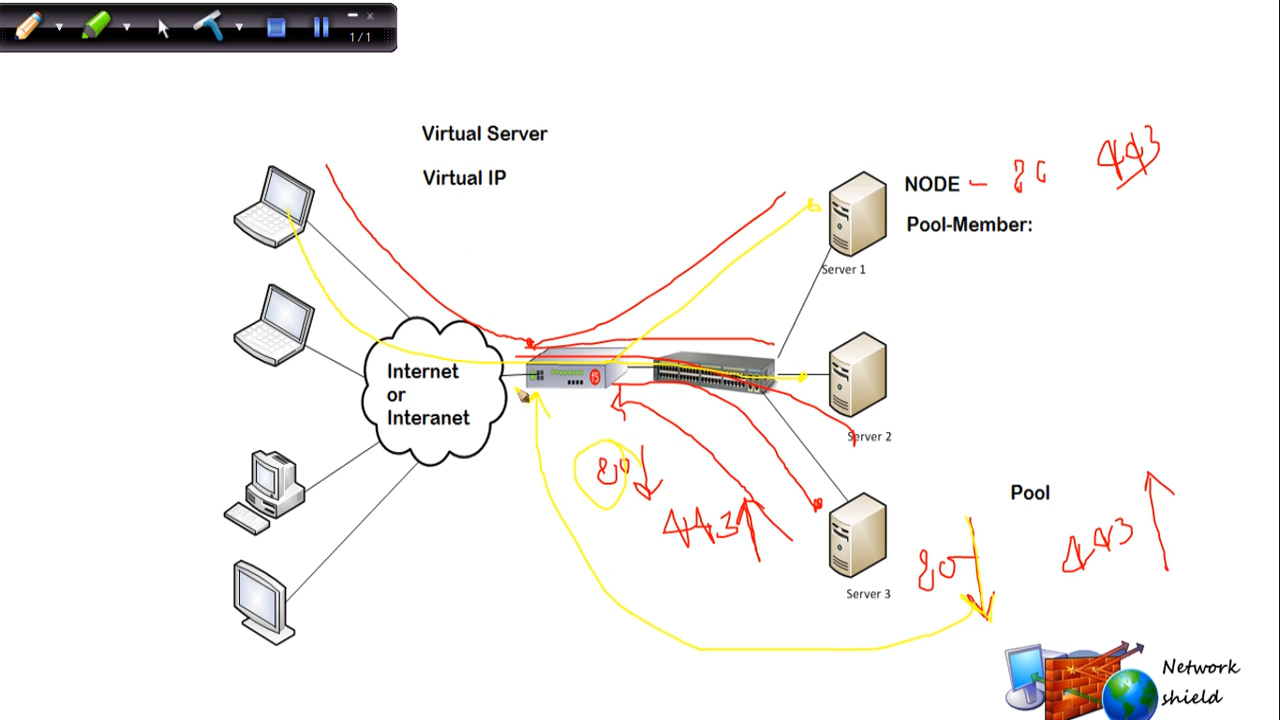 1/1
Virtual Server
Virtual IP
NODE - 80 443
Pool-Member:
Server 1
Internet
or
Interanet
f5
Server 2
80
443
Pool
80 443
Server 3
Network
shield